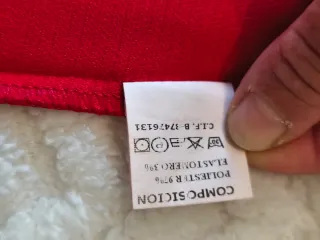 COMPOSICION
POLIESTER 97%
ELASTOMERO 3%
C.I.F. B-37476131